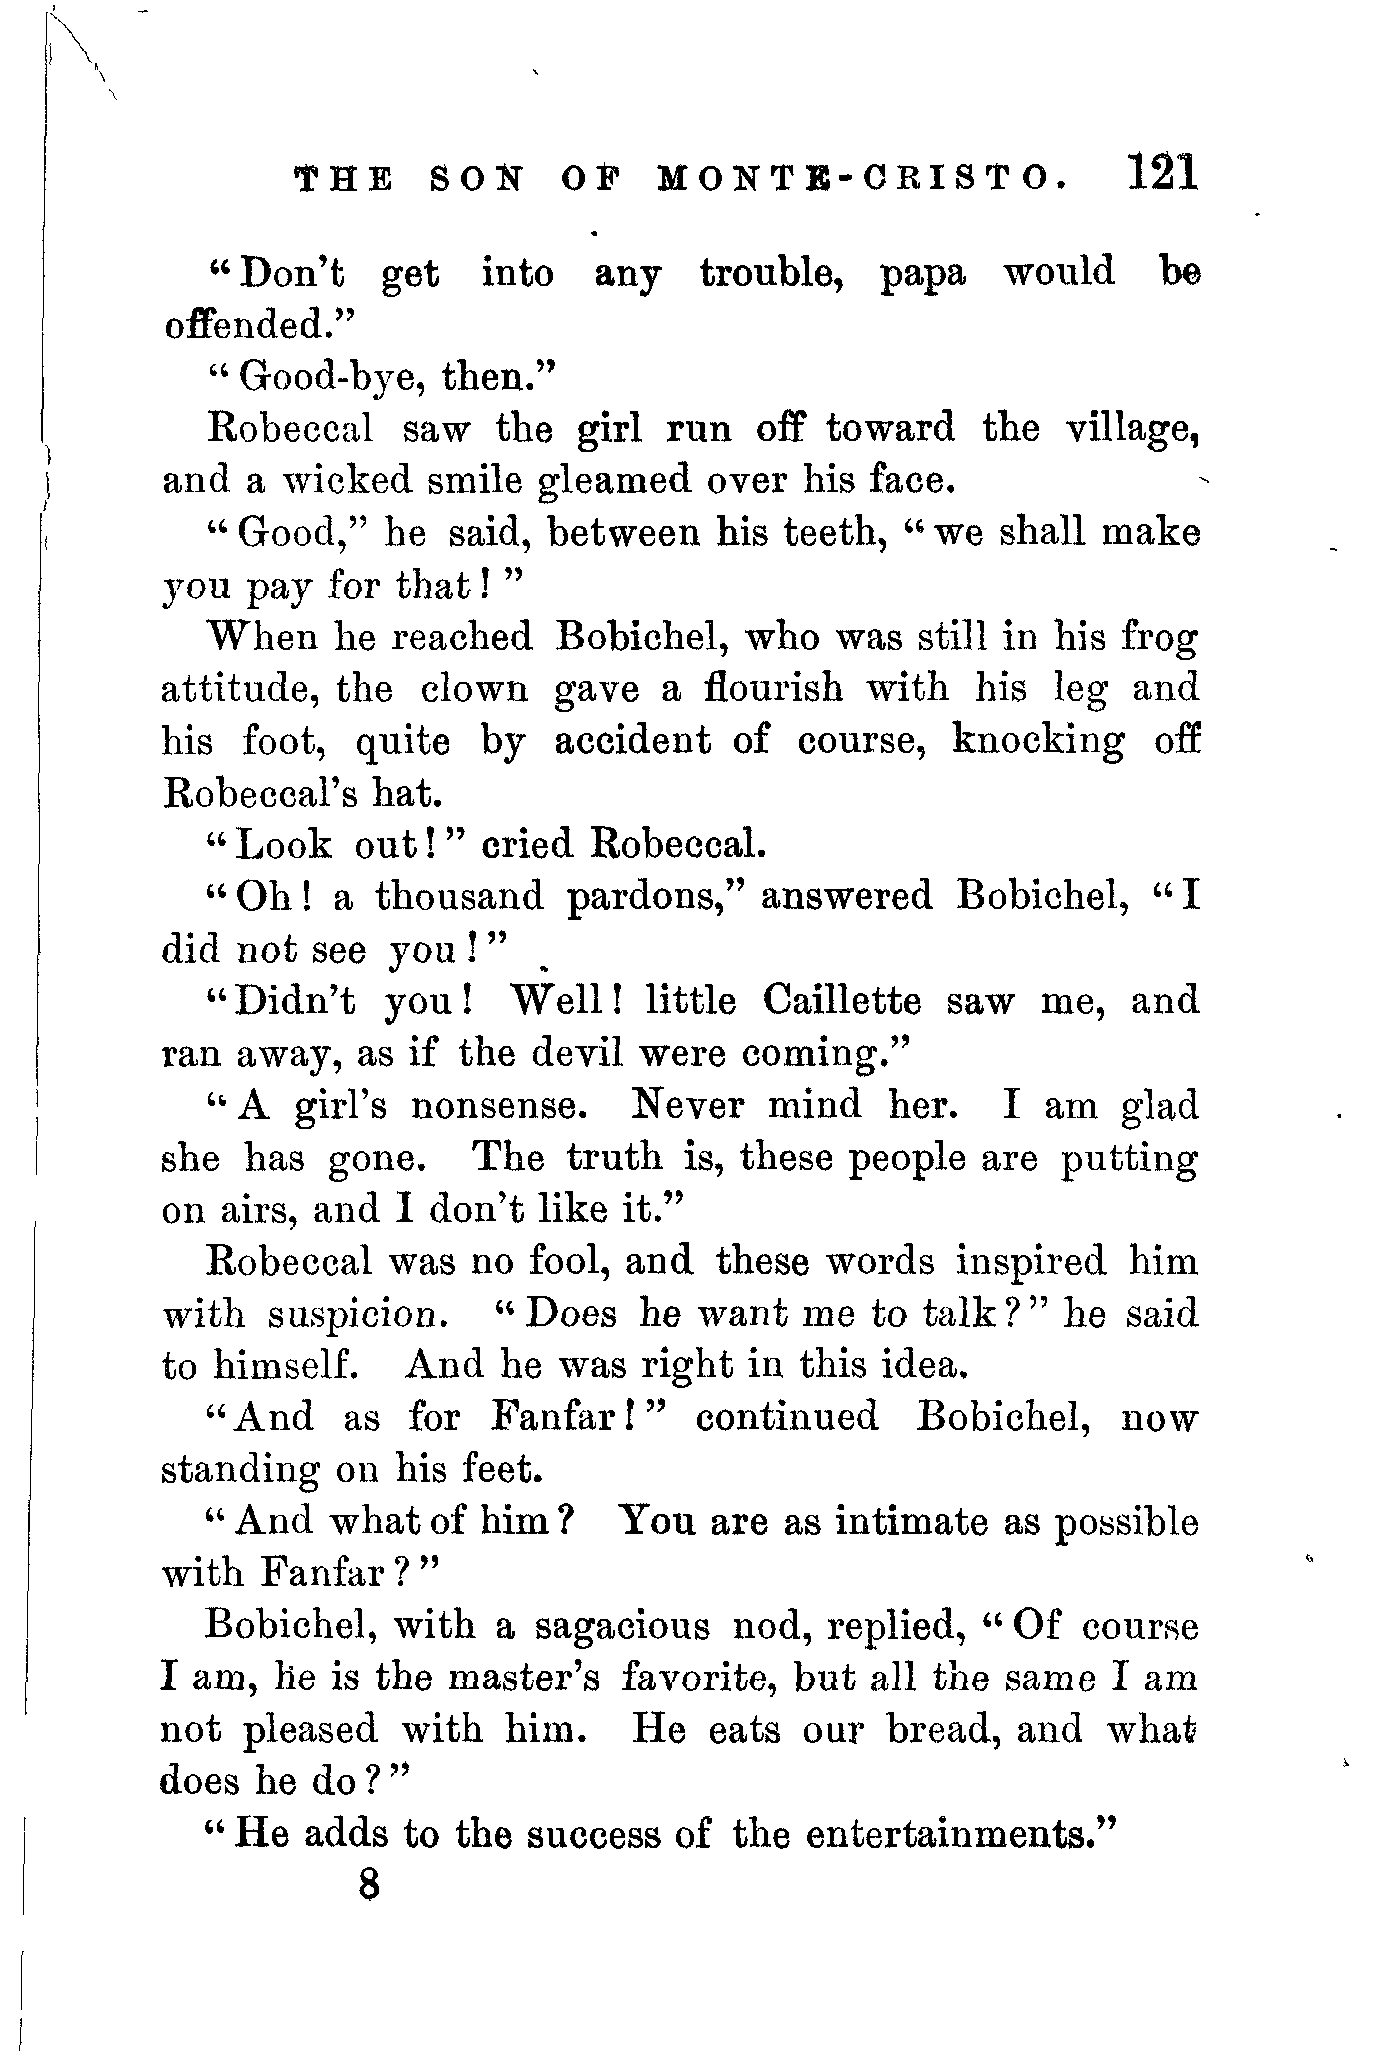 THE SON OF MONTE-CRISTO. 121
“Don’t get into any trouble, papa would be
offended.”
“Good-bye, then.”
Robeccal saw the girl run off toward the village,
and a wicked smile gleamed over his face.
“Good,” he said, between his teeth, “we shall make
you pay for that!”
When he reached Bobichel, who was still in his frog
attitude, the clown gave a flourish with his leg and
his foot, quite by accident of course, knocking off
Robeccal’s hat.
“Look out!” cried Robeccal.
“Oh! a thousand pardons,” answered Bobichel, “I
did not see you!”
“Didn’t you! Well! little Caillette saw me, and
ran away, as if the devil were coming.”
“A girl’s nonsense. Never mind her. I am glad
she has gone. The truth is, these people are putting
on airs, and I don’t like it.”
Robeccal was no fool, and these words inspired him
with suspicion. “Does he want me to talk?” he said
to himself. And he was right in this idea.
“And as for Fanfar!” continued Bobichel, now
standing on his feet.
“And what of him? You are as intimate as possible
with Fanfar?”
Bobichel, with a sagacious nod, replied, “Of course
I am, he is the master’s favorite, but all the same I am
not pleased with him. He eats our bread, and what
does he do?”
“He adds to the success of the entertainments.”
8